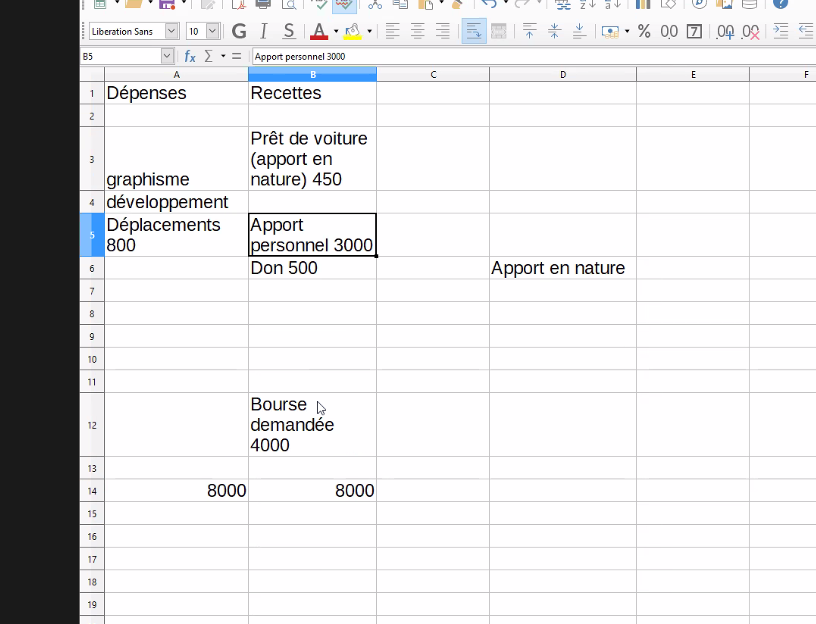 Liberation Sans 10 G I S A % 0.0 7 .00 .00
B5 fx Σ = Apport personnel 3000
A B C D E F
1 Dépenses Recettes
2
3 graphisme Prêt de voiture
(apport en
nature) 450
4 développement
5 Déplacements
800 Apport
personnel 3000
6 Don 500 Apport en nature
7
8
9
10
11
12 Bourse
demandée
4000
13
14 8000 8000
15
16
17
18
19